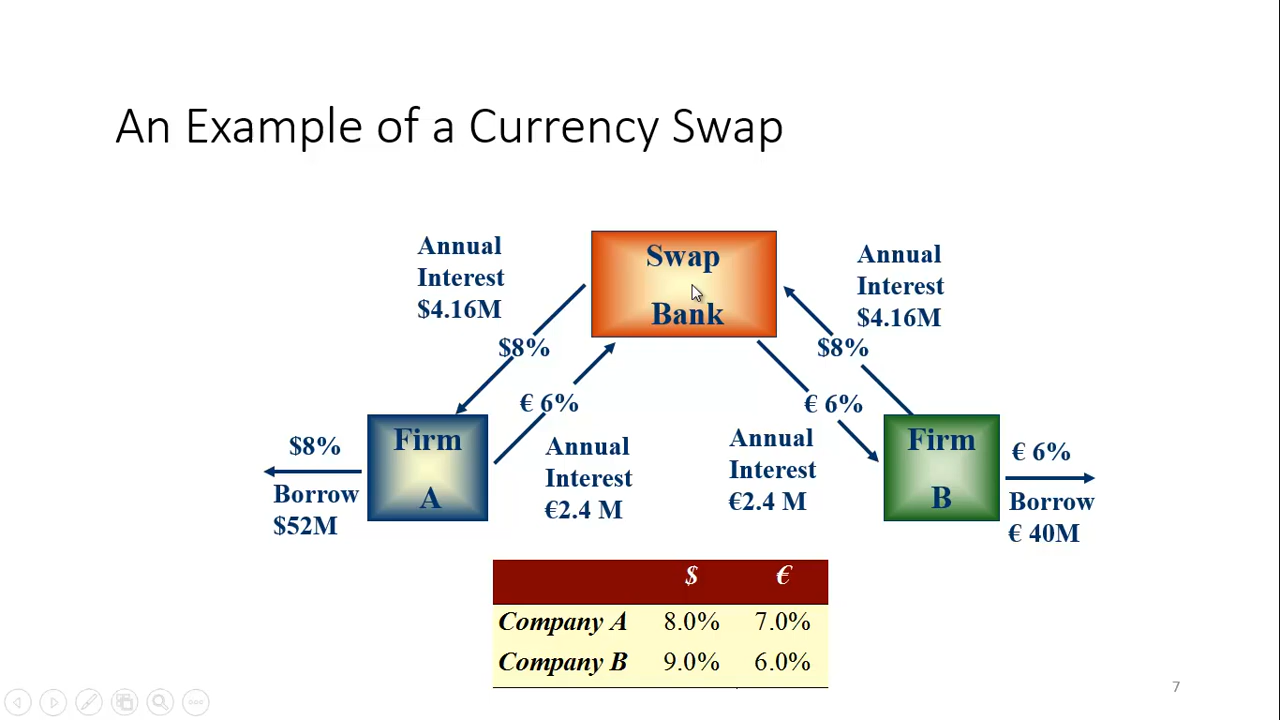 An Example of a Currency Swap
Annual
Interest
$4.16M
Swap
Bank
Annual
Interest
$4.16M
$8%
$8%
€ 6%
€ 6%
$8%
Borrow
$52M
Firm
A
Annual
Interest
€2.4 M
Annual
Interest
€2.4 M
Firm
B
€ 6%
Borrow
€ 40M
$ €
Company A 8.0% 7.0%
Company B 9.0% 6.0%
7